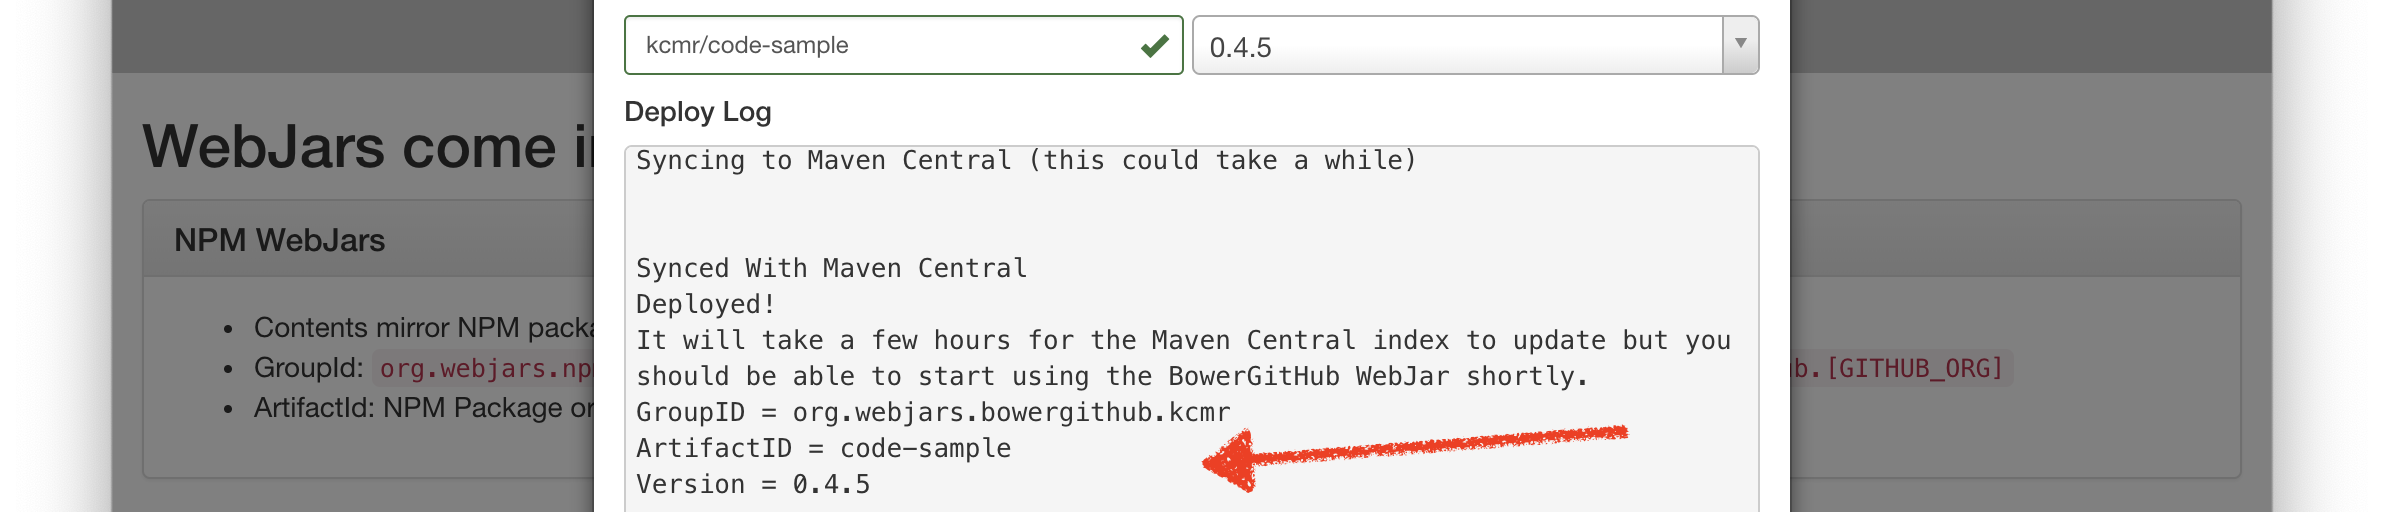 kcmr/code-sample
0.4.5
Deploy Log
Syncing to Maven Central (this could take a while)
Synced With Maven Central
Deployed!
It will take a few hours for the Maven Central index to update but you
should be able to start using the BowerGitHub WebJar shortly.
GroupID = org.webjars.bowergithub.kcmr
ArtifactID = code-sample
Version = 0.4.5
WebJars come
NPM WebJars
• Contents mirror NPM
• GroupId: org.webjars.
• ArtifactId: NPM Package or
.[GITHUB_ORG]